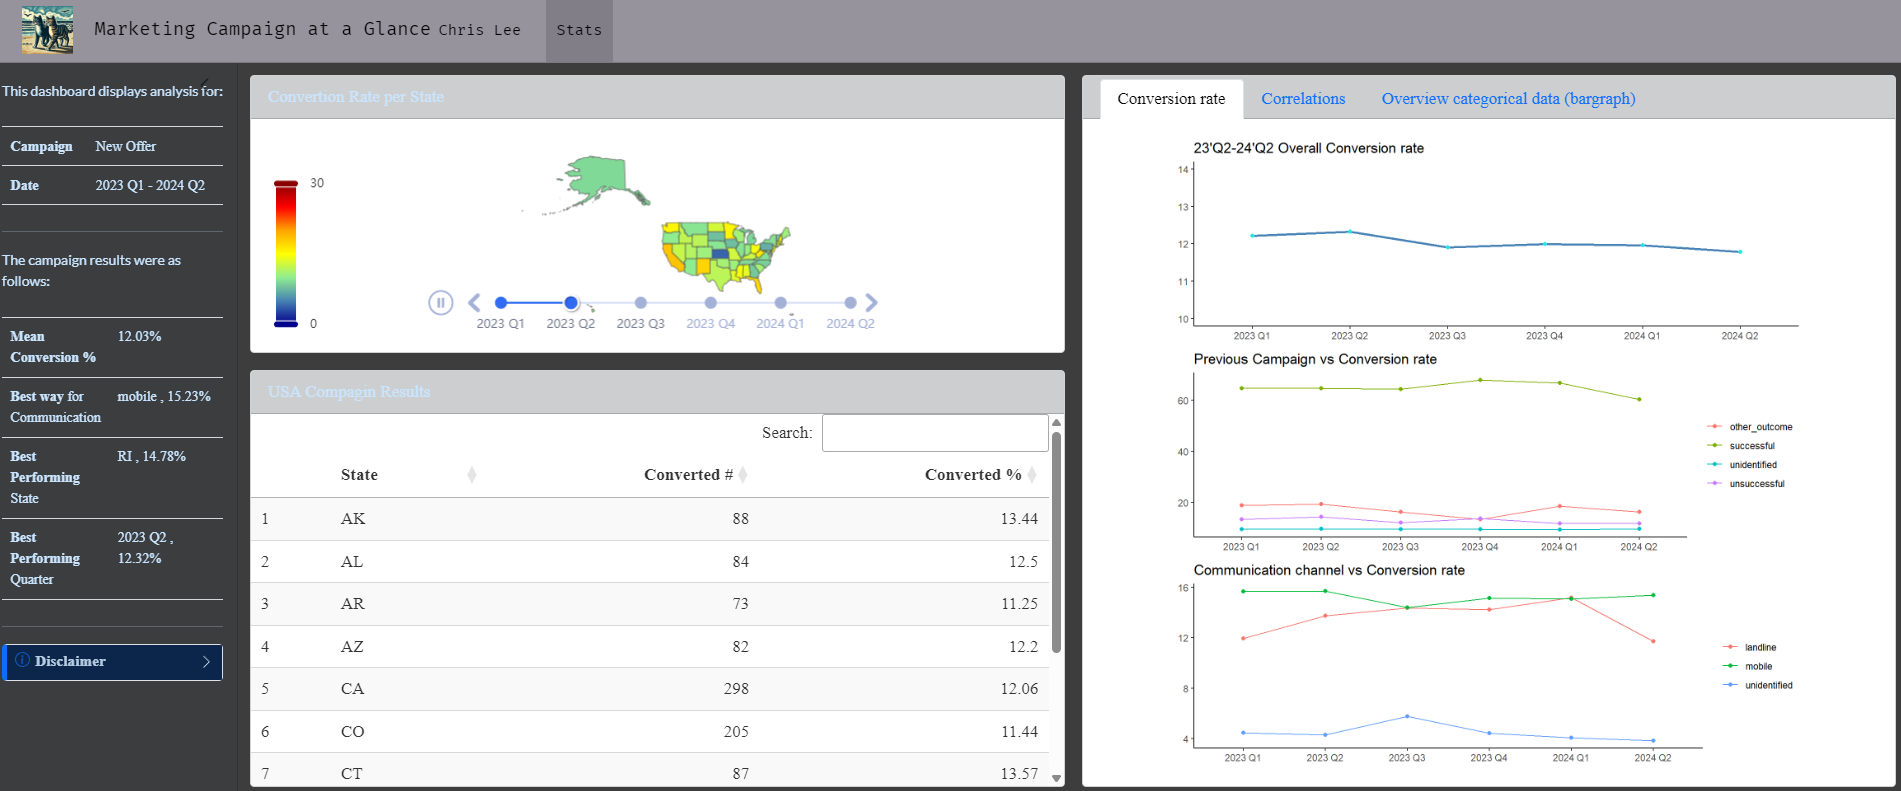 Marketing Campaign at a Glance Chris Lee Stats
This dashboard displays analysis for:
Campaign New Offer
Date 2023 Q1 - 2024 Q2
The campaign results were as
follows:
Mean 12.03%
Conversion %
Best way for mobile , 15.23%
Communication
Best RI , 14.78%
Performing
State
Best 2023 Q2 ,
Performing 12.32%
Quarter
Disclaimer
Convertion Rate per State
30
0
2023 Q1 2023 Q2 2023 Q3 2023 Q4 2024 Q1 2024 Q2
USA Compagin Results
Search:
State Converted # Converted %
1 AK 88 13.44
2 AL 84 12.5
3 AR 73 11.25
4 AZ 82 12.2
5 CA 298 12.06
6 CO 205 11.44
7 CT 87 13.57
Conversion rate Correlations Overview categorical data (bargraph)
23'Q2-24'Q2 Overall Conversion rate
14
13
12
11
10
2023 Q1 2023 Q2 2023 Q3 2023 Q4 2024 Q1 2024 Q2
Previous Campaign vs Conversion rate
60
40
20
2023 Q1 2023 Q2 2023 Q3 2023 Q4 2024 Q1 2024 Q2
other_outcome
successful
unidentified
unsuccessful
Communication channel vs Conversion rate
16
12
8
4
2023 Q1 2023 Q2 2023 Q3 2023 Q4 2024 Q1 2024 Q2
landline
mobile
unidentified